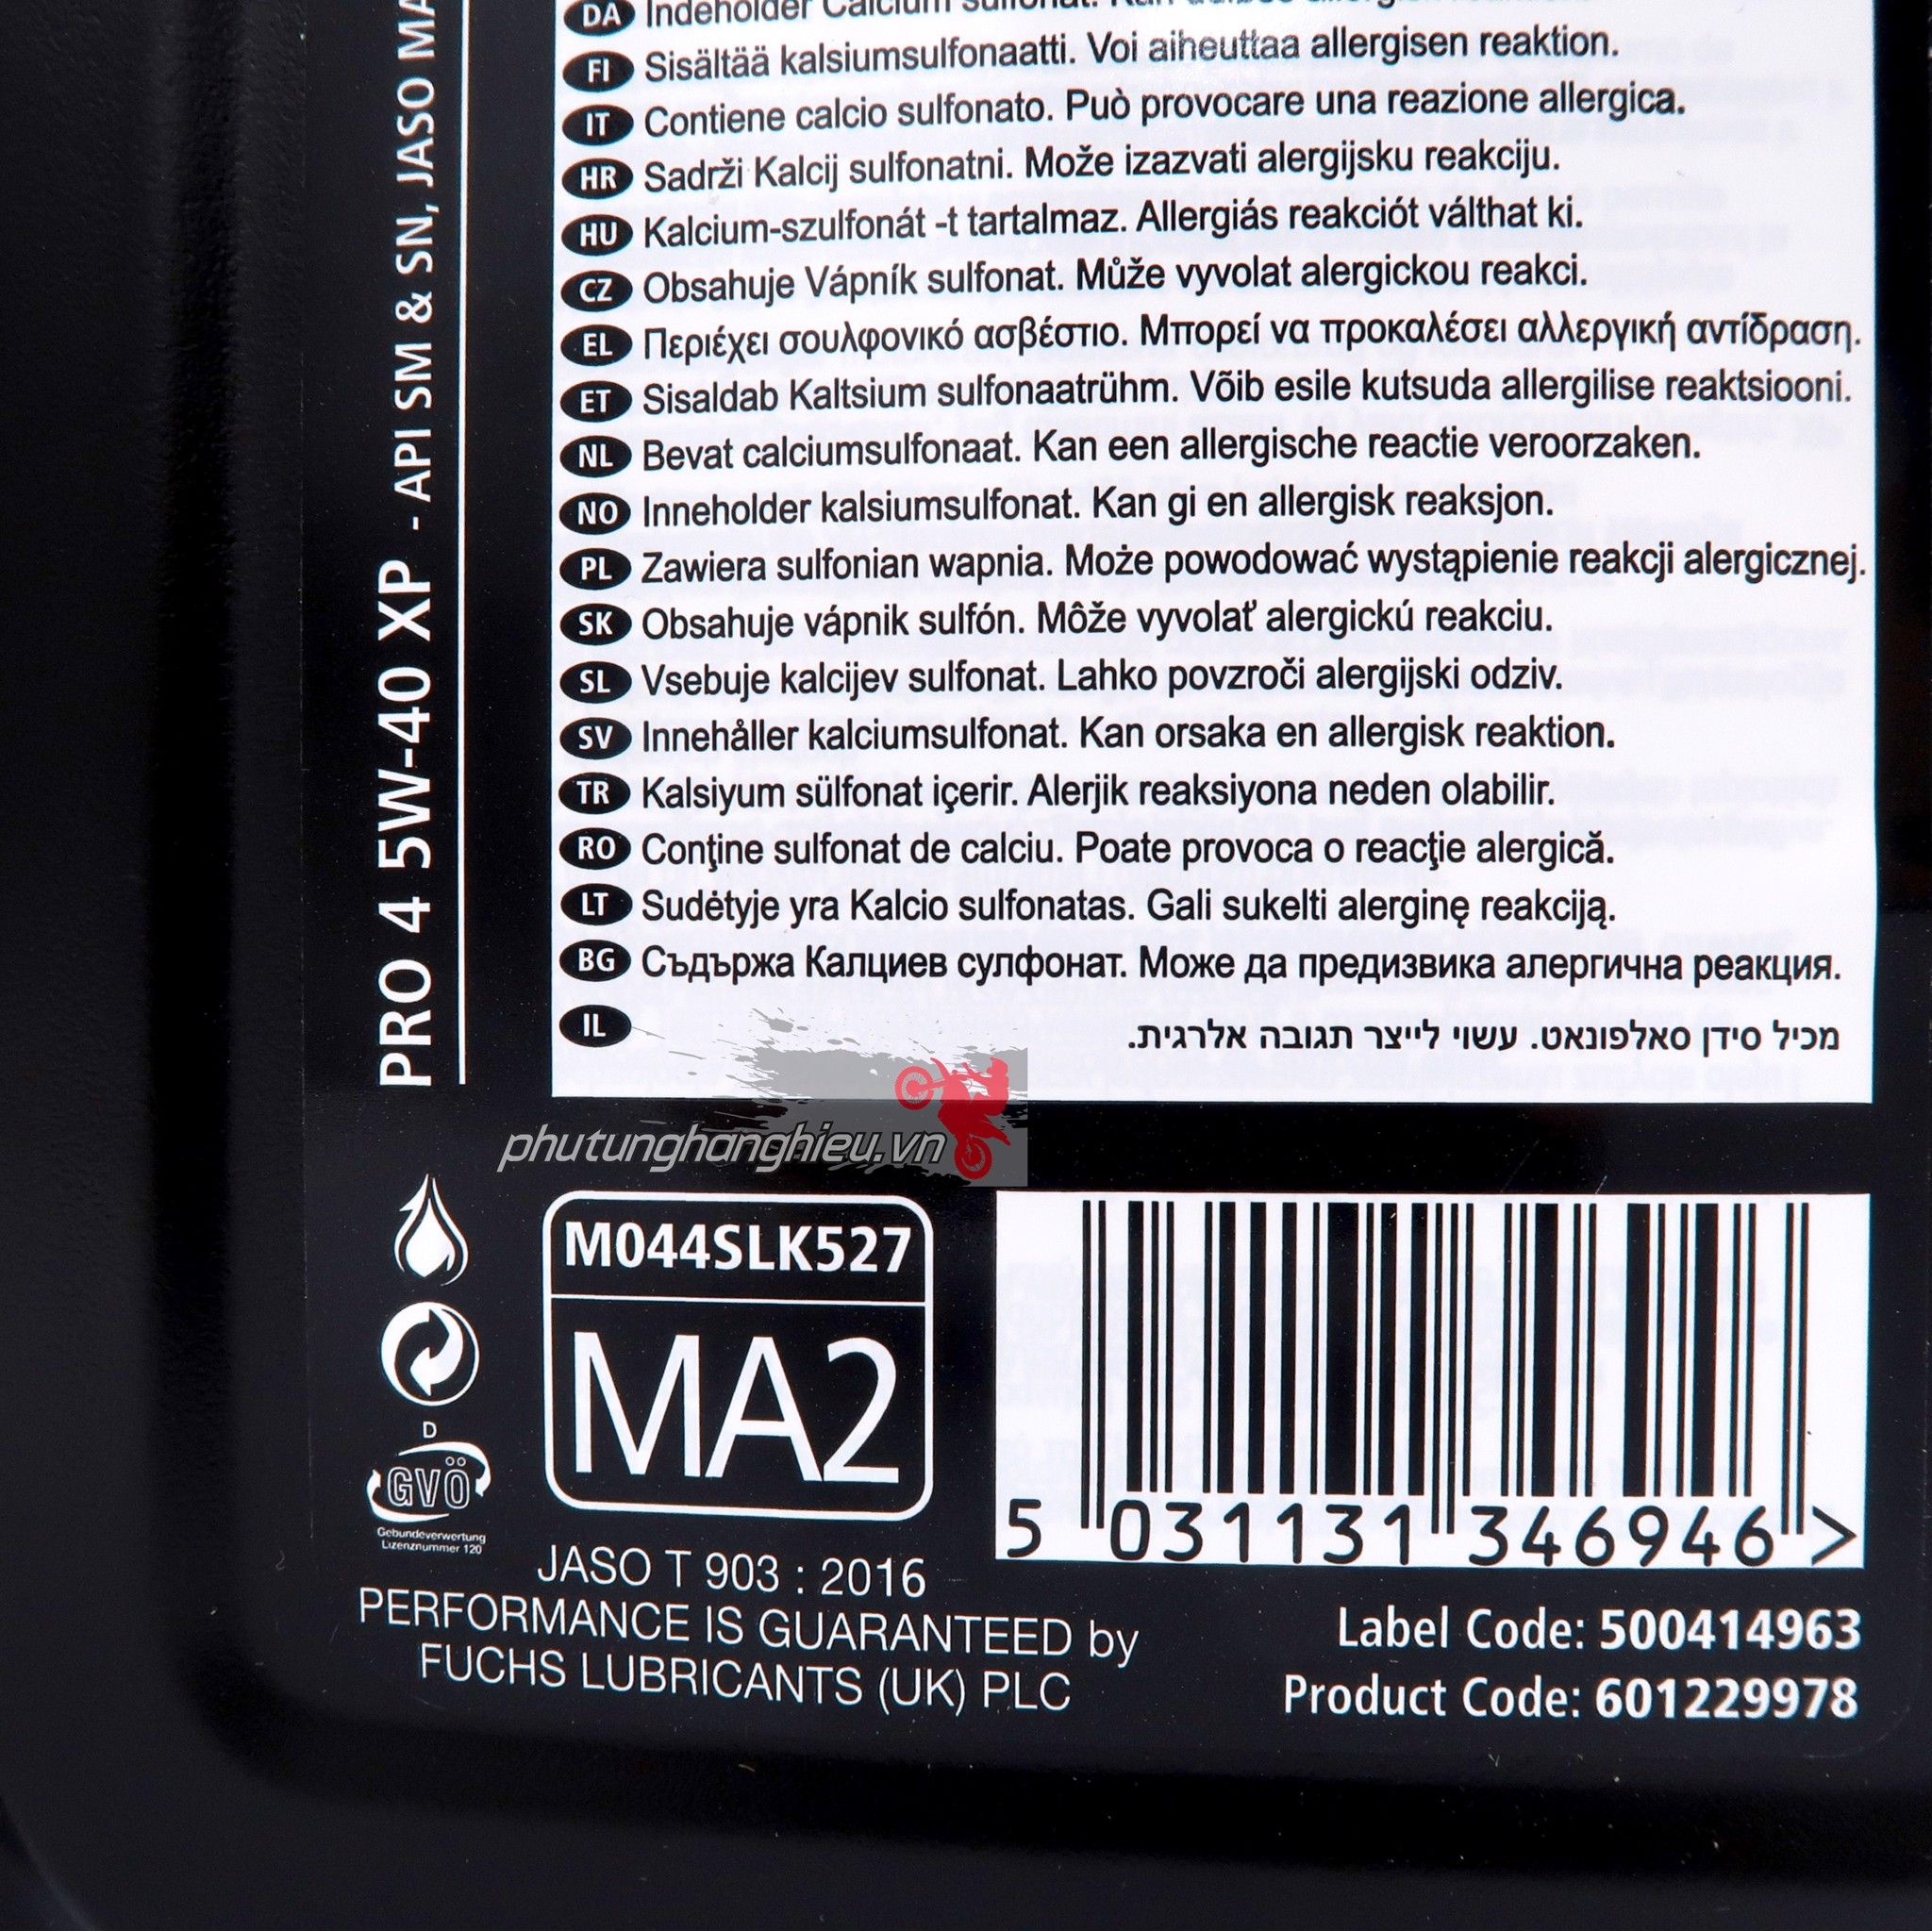 DA Indeholder Calcium sulfonat. Kan
FI Sisältää kalsiumsulfonaatti. Voi aiheuttaa allergisen reaktion.
IT Contiene calcio sulfonato. Può provocare una reazione allergica.
HR Sadrži Kalcij sulfonatni. Može izazvati alergijsku reakciju.
HU Kalcium-szulfonát -t tartalmaz. Allergiás reakciót válthat ki.
CZ Obsahuje Vápník sulfonat. Může vyvolat alergickou reakci.
EL Περιέχει σουλφονικό ασβέστιο. Μπορεί να προκαλέσει αλλεργική αντίδραση.
ET Sisaldab Kaltsium sulfonaatrühm. Võib esile kutsuda allergilise reaktsiooni.
NL Bevat calciumsulfonaat. Kan een allergische reactie veroorzaken.
NO Inneholder kalsiumsulfonat. Kan gi en allergisk reaksjon.
PL Zawiera sulfonian wapnia. Może powodować wystąpienie reakcji alergicznej.
SK Obsahuje vápnik sulfón. Môže vyvolať alergickú reakciu.
SL Vsebuje kalcijev sulfonat. Lahko povzroči alergijski odziv.
SV Innehåller kalciumsulfonat. Kan orsaka en allergisk reaktion.
TR Kalsiyum sülfonat içerir. Alerjik reaksiyona neden olabilir.
RO Conţine sulfonat de calciu. Poate provoca o reacţie alergică.
LT Sudėtyje yra Kalcio sulfonatas. Gali sukelti alerginę reakciją.
BG Съдържа Калциев сулфонат. Може да предизвика алергична реакция.
IL מכיל סידן סאלפונאט. עשוי לייצר תגובה אלרגית.
PRO 4 5W-40 XP - API SM & SN, JASO MA
phutunghanghieu.vn
M044SLK527
MA2
D
GVÖ
Gebundeverwertung
Lizenznummer 120
JASO T 903 : 2016
PERFORMANCE IS GUARANTEED by
FUCHS LUBRICANTS (UK) PLC
5 031131 346946 >
Label Code: 500414963
Product Code: 601229978